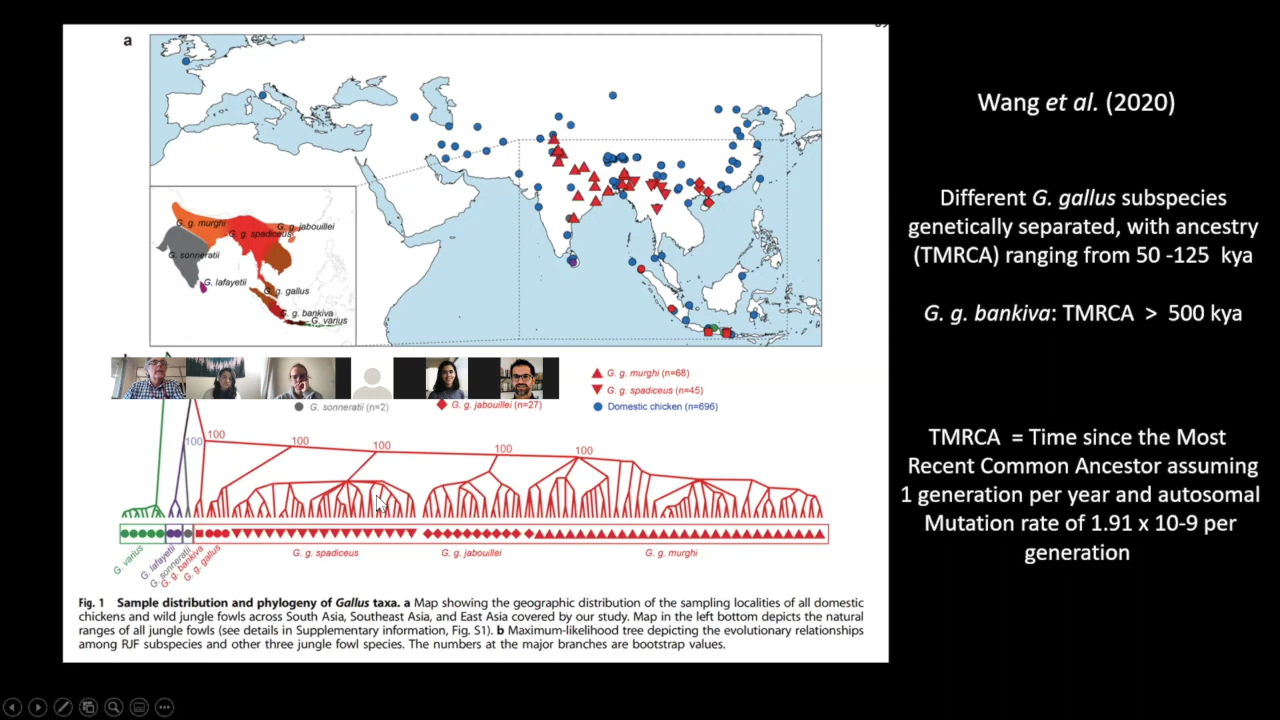 a
G. g. murghi
G. g. jabouillei
G. g. spadiceus
G. sonneratii
G. lafayetii
G. g. gallus
G. g. bankiva
G. varius
G. g. murghi (n=68)
G. g. spadiceus (n=45)
G. sonneratii (n=2)
G. g. jabouillei (n=27)
Domestic chicken (n=696)
100
100
100
100
100
100
G. varius
G. lafayetii
G. sonneratii
G. g. bankiva
G. g. gallus
G. g. spadiceus
G. g. jabouillei
G. g. murghi
Fig. 1 Sample distribution and phylogeny of Gallus taxa. a Map showing the geographic distribution of the sampling localities of all domestic
chickens and wild jungle fowls across South Asia, Southeast Asia, and East Asia covered by our study. Map in the left bottom depicts the natural
ranges of all jungle fowls (see details in Supplementary information, Fig. S1). b Maximum-likelihood tree depicting the evolutionary relationships
among RJF subspecies and other three jungle fowl species. The numbers at the major branches are bootstrap values.
Wang et al. (2020)
Different G. gallus subspecies
genetically separated, with ancestry
(TMRCA) ranging from 50 -125 kya
G. g. bankiva: TMRCA > 500 kya
TMRCA = Time since the Most
Recent Common Ancestor assuming
1 generation per year and autosomal
Mutation rate of 1.91 x 10-9 per
generation